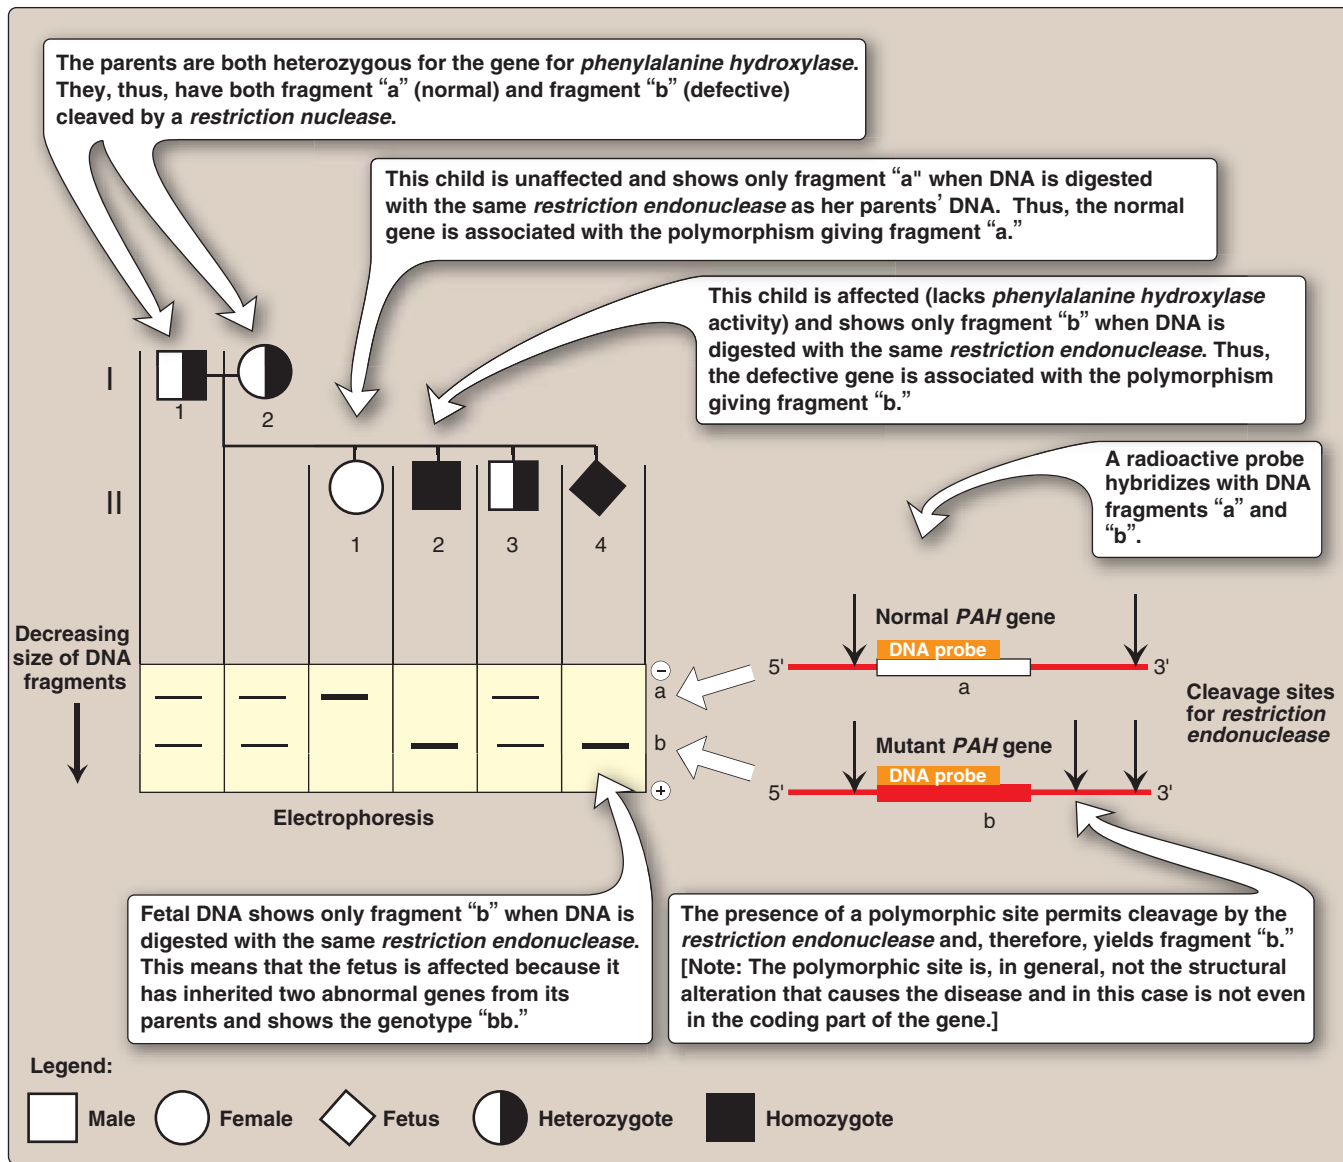 The parents are both heterozygous for the gene for phenylalanine hydroxylase.
They, thus, have both fragment “a” (normal) and fragment “b” (defective)
cleaved by a restriction nuclease.
This child is unaffected and shows only fragment “a" when DNA is digested
with the same restriction endonuclease as her parents’ DNA. Thus, the normal
gene is associated with the polymorphism giving fragment “a.”
This child is affected (lacks phenylalanine hydroxylase
activity) and shows only fragment “b” when DNA is
digested with the same restriction endonuclease. Thus,
the defective gene is associated with the polymorphism
giving fragment “b.”
I
1
2
A radioactive probe
hybridizes with DNA
fragments “a” and
“b”.
II
1
2
3
4
Decreasing
size of DNA
fragments
−
a
b
+
Electrophoresis
Normal PAH gene
DNA probe
5'
3'
a
Cleavage sites
for restriction
endonuclease
Mutant PAH gene
DNA probe
5'
3'
b
Fetal DNA shows only fragment “b” when DNA is
digested with the same restriction endonuclease.
This means that the fetus is affected because it
has inherited two abnormal genes from its
parents and shows the genotype “bb.”
The presence of a polymorphic site permits cleavage by the
restriction endonuclease and, therefore, yields fragment “b.”
[Note: The polymorphic site is, in general, not the structural
alteration that causes the disease and in this case is not even
in the coding part of the gene.]
Legend:
Male
Female
Fetus
Heterozygote
Homozygote